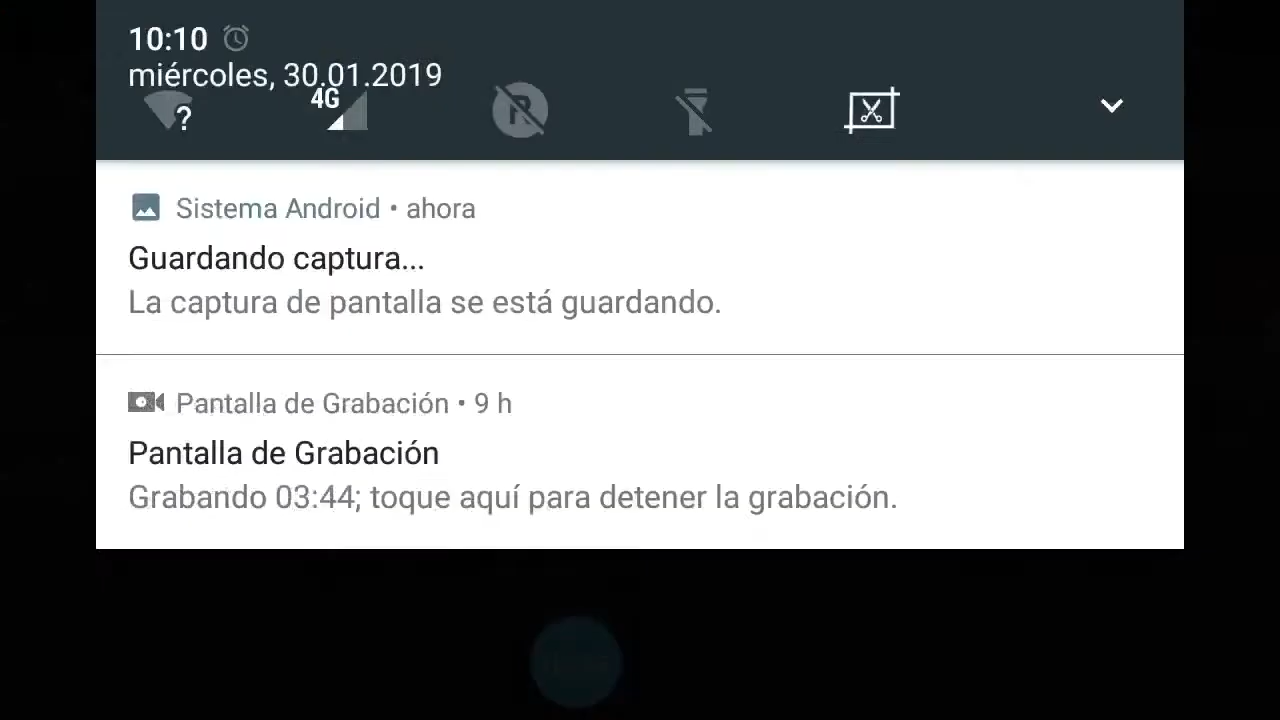 10:10
miércoles, 30.01.2019
?
4G
R
Sistema Android • ahora
Guardando captura...
La captura de pantalla se está guardando.
Pantalla de Grabación • 9 h
Pantalla de Grabación
Grabando 03:44; toque aquí para detener la grabación.